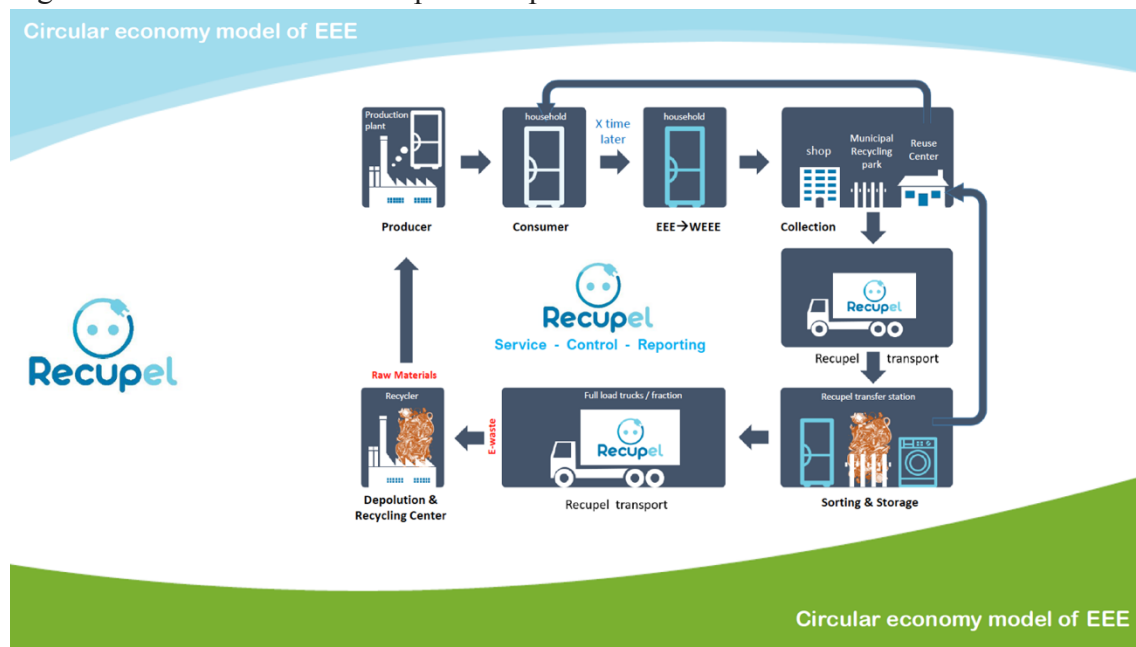 Circular economy model of EEE
Production
plant
household
X time
later
household
shop
Municipal
Recycling
park
Reuse
Center
Producer
Consumer
EEE→WEEE
Collection
Recupel
Recupel
Service - Control - Reporting
Recupel
Recupel transport
Raw Materials
Recycler
E-waste
Full load trucks / fraction
Recupel
Recupel transfer station
Depolution &
Recycling Center
Recupel transport
Sorting & Storage
Circular economy model of EEE